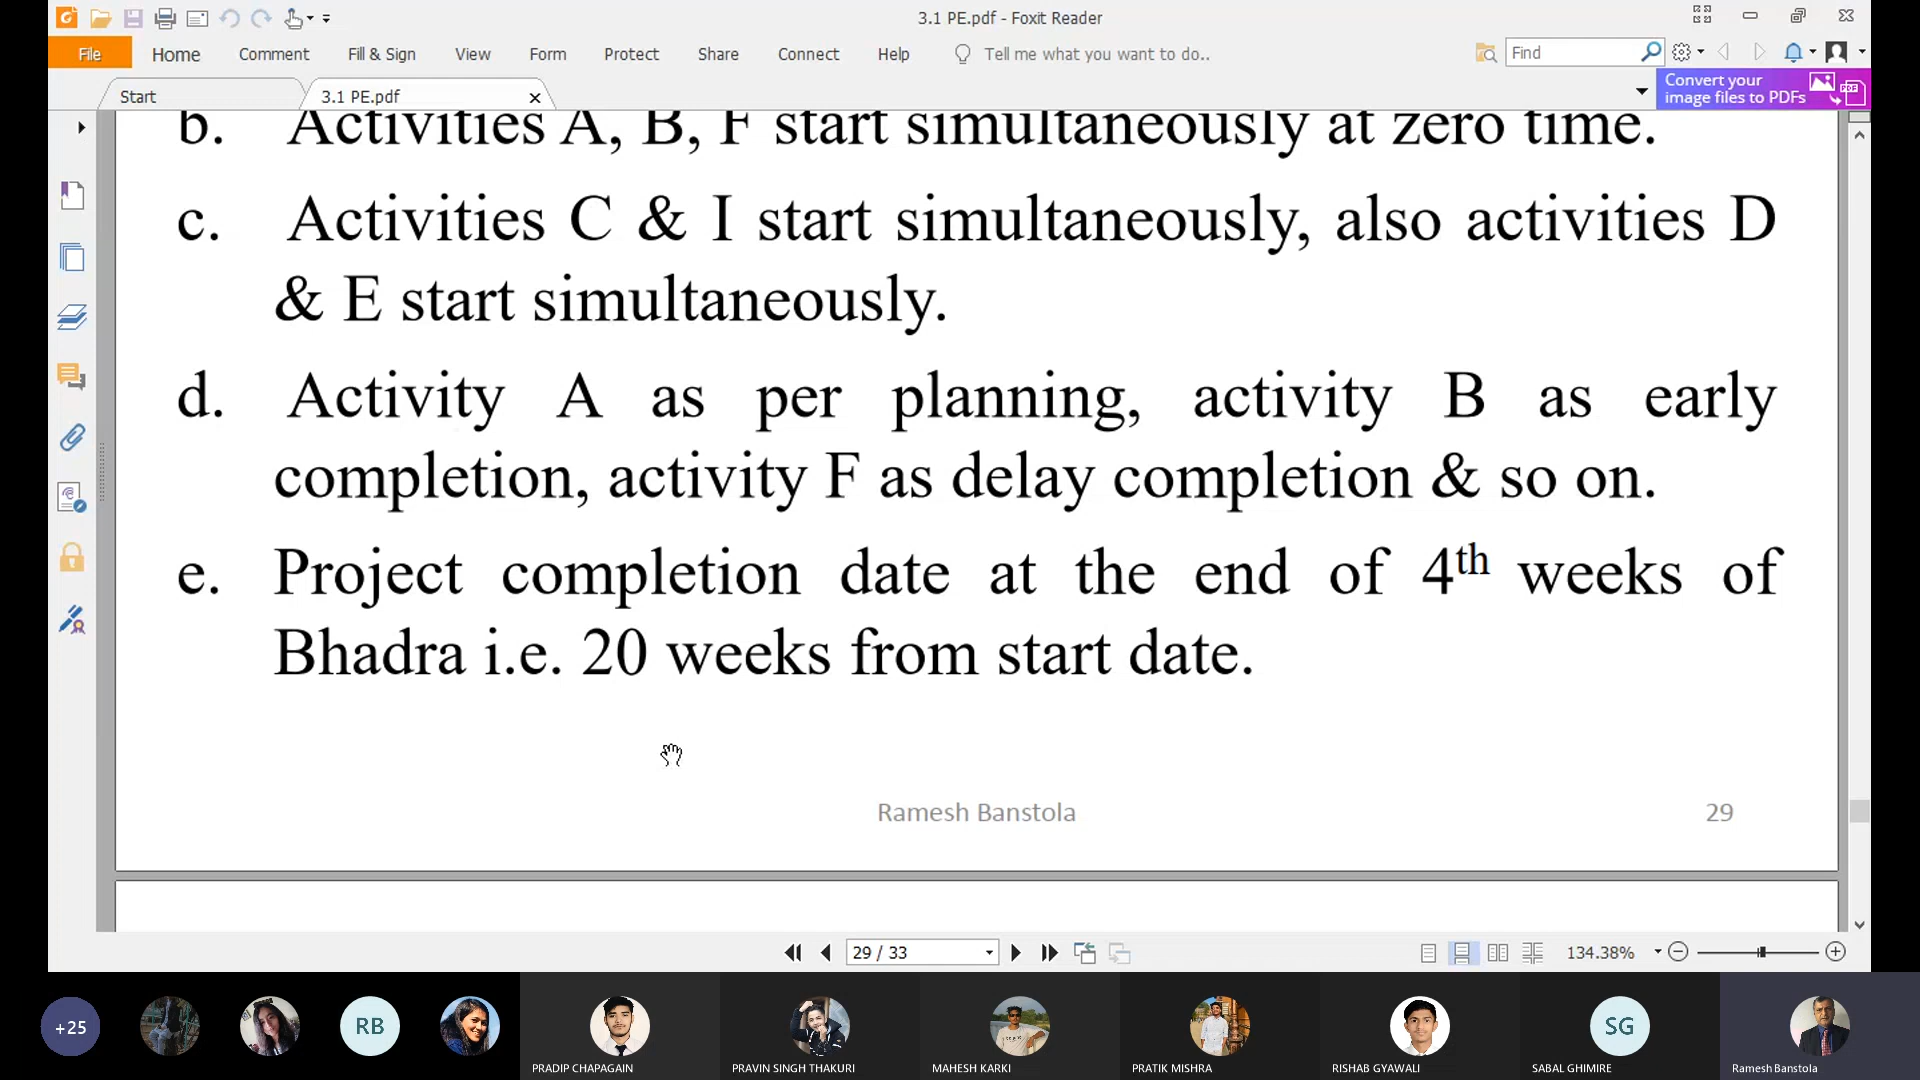 3.1 PE.pdf - Foxit Reader
File Home Comment Fill & Sign View Form Protect Share Connect Help Tell me what you want to do.. Find
Start 3.1 PE.pdf
Convert your
image files to PDFs
b. Activities A, B, F start simultaneously at zero time.
c. Activities C & I start simultaneously, also activities D
& E start simultaneously.
d. Activity A as per planning, activity B as early
completion, activity F as delay completion & so on.
e. Project completion date at the end of 4th weeks of
Bhadra i.e. 20 weeks from start date.
Ramesh Banstola 29
29 / 33 134.38%
+25 RB SG
PRADIP CHAPAGAIN PRAVIN SINGH THAKURI MAHESH KARKI PRATIK MISHRA RISHAB GYAWALI SABAL GHIMIRE Ramesh Banstola